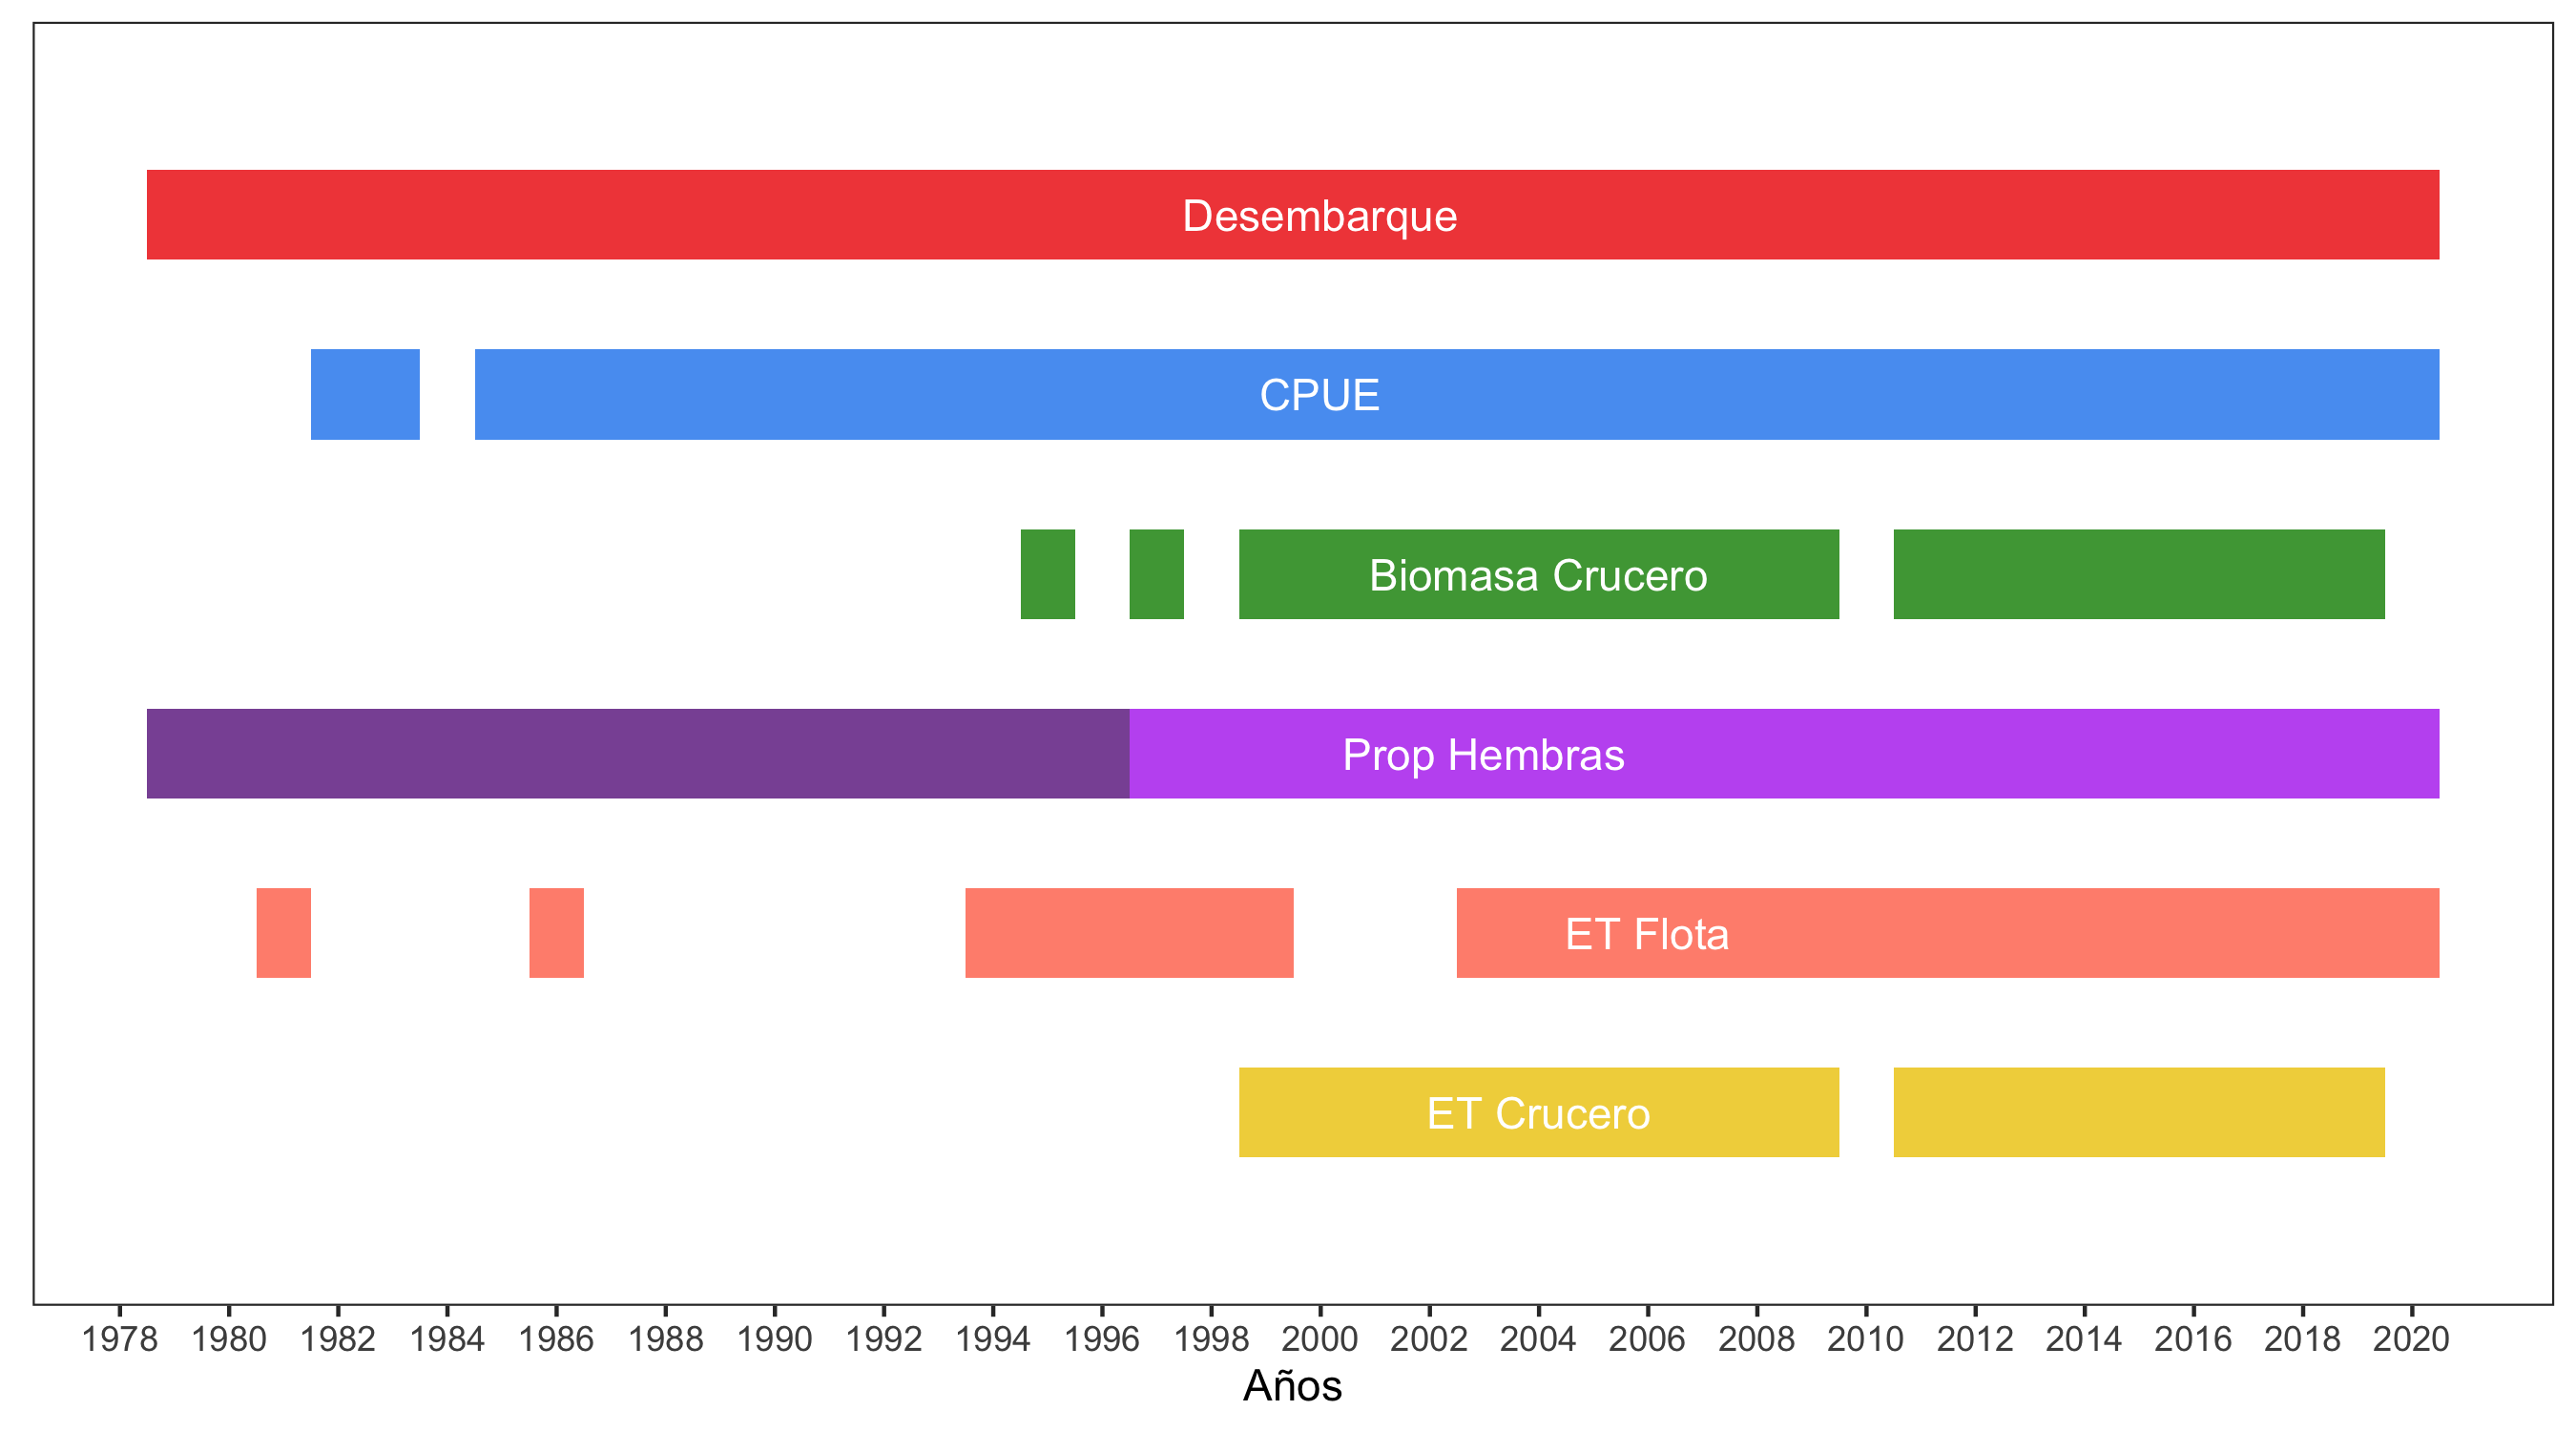 Desembarque
CPUE
Biomasa Crucero
Prop Hembras
ET Flota
ET Crucero
1978 1980 1982 1984 1986 1988 1990 1992 1994 1996 1998 2000 2002 2004 2006 2008 2010 2012 2014 2016 2018 2020
Años